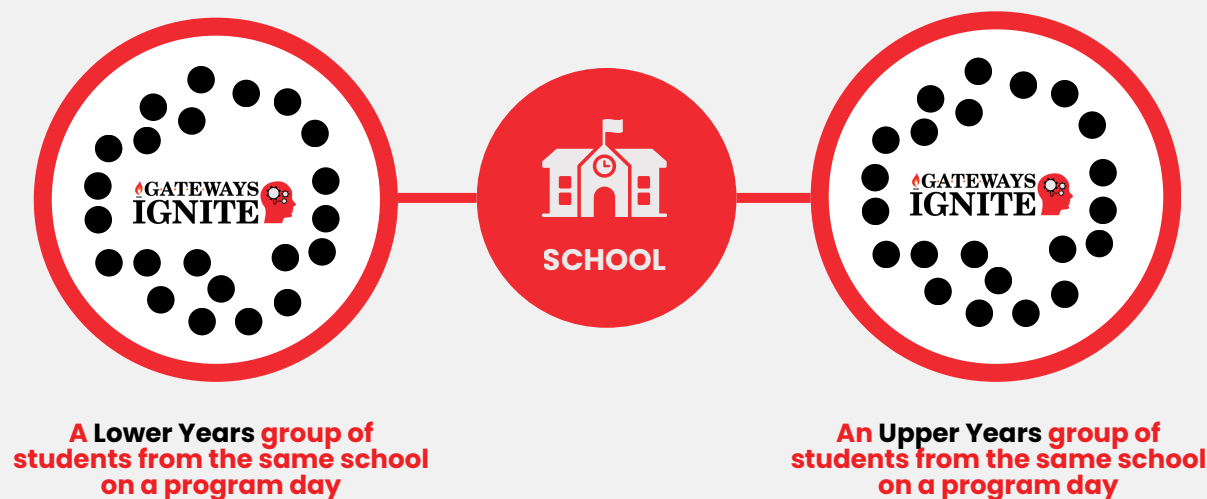 GATEWAYS
IGNITE
SCHOOL
GATEWAYS
IGNITE
A Lower Years group of
students from the same school
on a program day
An Upper Years group of
students from the same school
on a program day